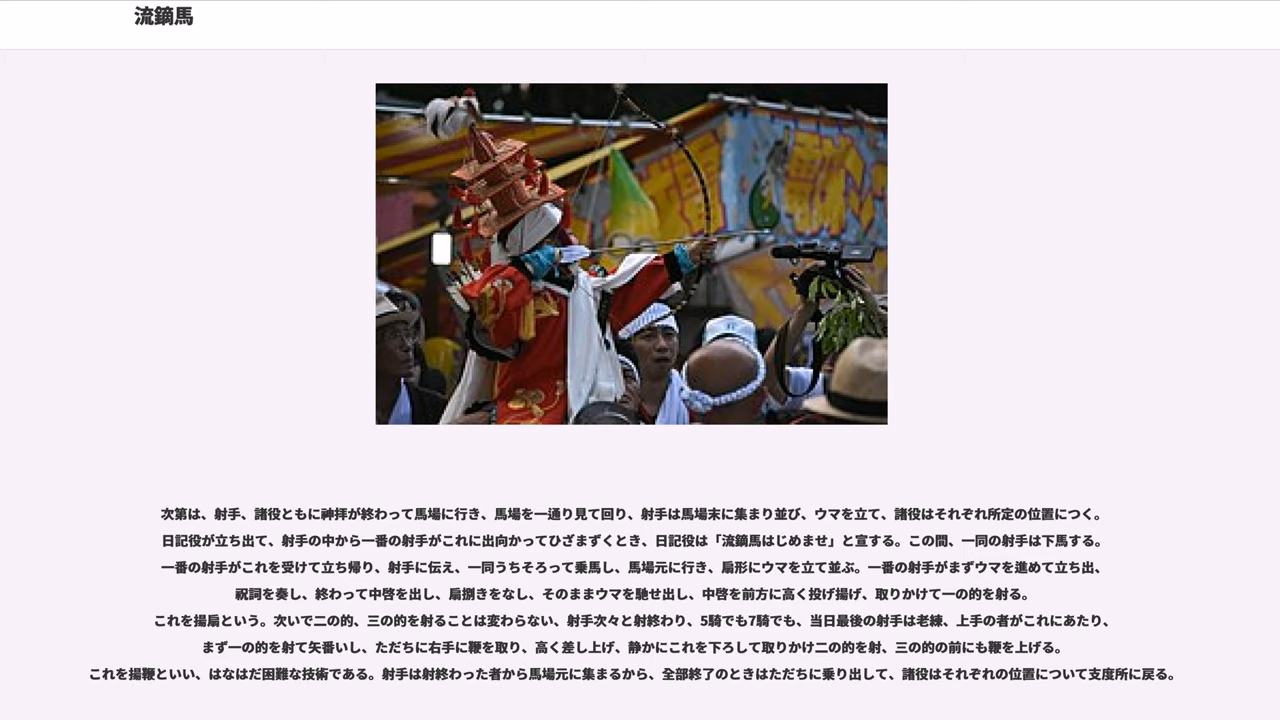 流鏑馬
次第は、射手、諸役ともに神拝が終わって馬場に行き、馬場を一通り見て回り、射手は馬場末に集まり並び、ウマを立て、諸役はそれぞれ所定の位置につく。
日記役が立ち出て、射手の中から一番の射手がこれに出向かってひざまずくとき、日記役は「流鏑馬はじめませ」と宣する。この間、一同の射手は下馬する。
一番の射手がこれを受けて立ち帰り、射手に伝え、一同うちそろって乗馬し、馬場元に行き、扇形にウマを立て並ぶ。一番の射手がまずウマを進めて立ち出、
祝詞を奏し、終わって中啓を出し、扇捌きをなし、そのままウマを馳せ出し、中啓を前方に高く投げ揚げ、取りかけて一の的を射る。
これを揚扇という。次いで二の的、三の的を射ることは変わらない、射手次々と射終わり、5騎でも7騎でも、当日最後の射手は老練、上手の者がこれにあたり、
まず一の的を射て矢番いし、ただちに右手に鞭を取り、高く差し上げ、静かにこれを下ろして取りかけ二の的を射、三の的の前にも鞭を上げる。
これを揚鞭といい、はなはだ困難な技術である。射手は射終わった者から馬場元に集まるから、全部終了のときはただちに乗り出して、諸役はそれぞれの位置について支度所に戻る。